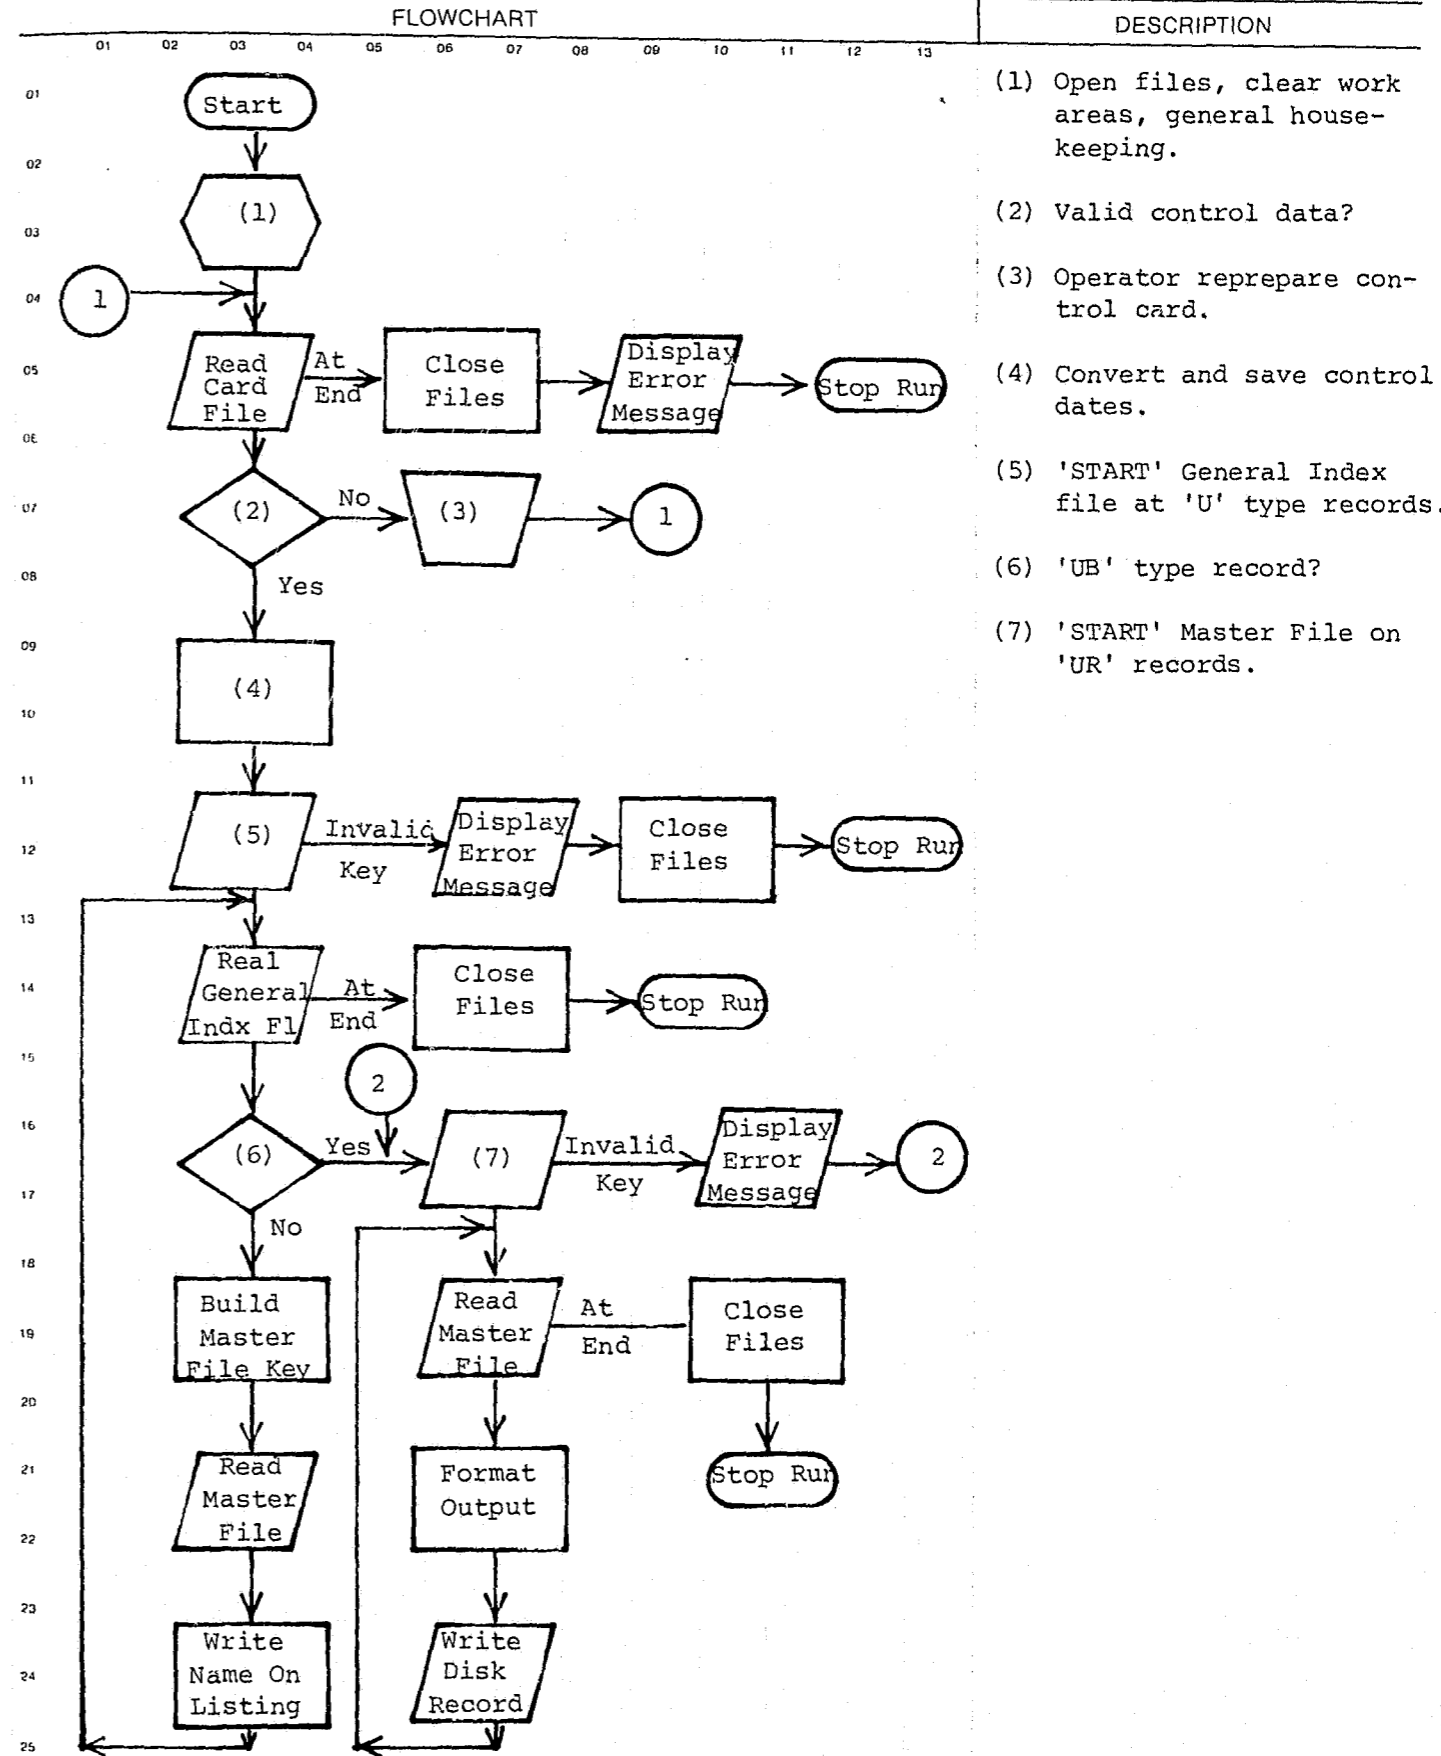 FLOWCHART
DESCRIPTION
01 02 03 04 05 06 07 08 09 10 11 12 13
01
Start
02
(1)
03
04
1
05
Read
Card
File
At
End
Close
Files
Display
Error
Message
Stop Run
06
07
(2)
No
(3)
1
08
Yes
09
(4)
10
11
12
(5)
Invalid
Key
Display
Error
Message
Close
Files
Stop Run
13
14
Real
General
Indx Fl
At
End
Close
Files
Stop Run
15
2
16
(6)
Yes
(7)
Invalid
Key
Display
Error
Message
2
17
No
18
19
Build
Master
File Key
Read
Master
File
At
End
Close
Files
20
21
Read
Master
File
Format
Output
Stop Run
22
23
24
Write
Name On
Listing
Write
Disk
Record
25
(1) Open files, clear work
areas, general house-
keeping.
(2) Valid control data?
(3) Operator reprepare con-
trol card.
(4) Convert and save control
dates.
(5) 'START' General Index
file at 'U' type records.
(6) 'UB' type record?
(7) 'START' Master File on
'UR' records.